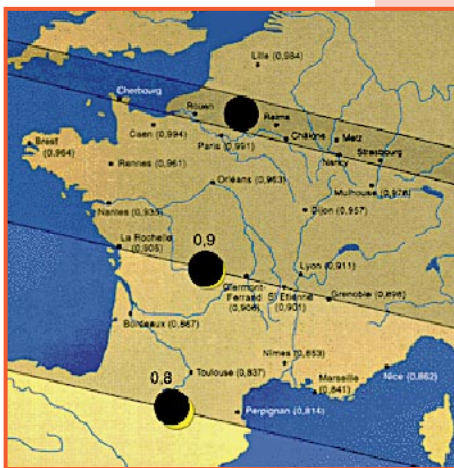 Lille (0,984)
Cherbourg
Rouen
Reims
Caen (0,994)
Paris (0,991)
Châlons
Metz
Nancy
Strasbourg
Brest
(0,964)
Rennes (0,961)
Orléans (0,963)
Mulhouse (0,976)
Nantes (0,935)
Dijon (0,957)
La Rochelle
(0,905)
0,9
Lyon (0,911)
Clermont-
Ferrand
(0,906)
St Etienne
(0,901)
Grenoble (0,896)
Bordeaux (0,867)
Nîmes (0,853)
0,8
Toulouse (0,837)
Marseille
(0,841)
Nice (0,862)
Perpignan (0,814)